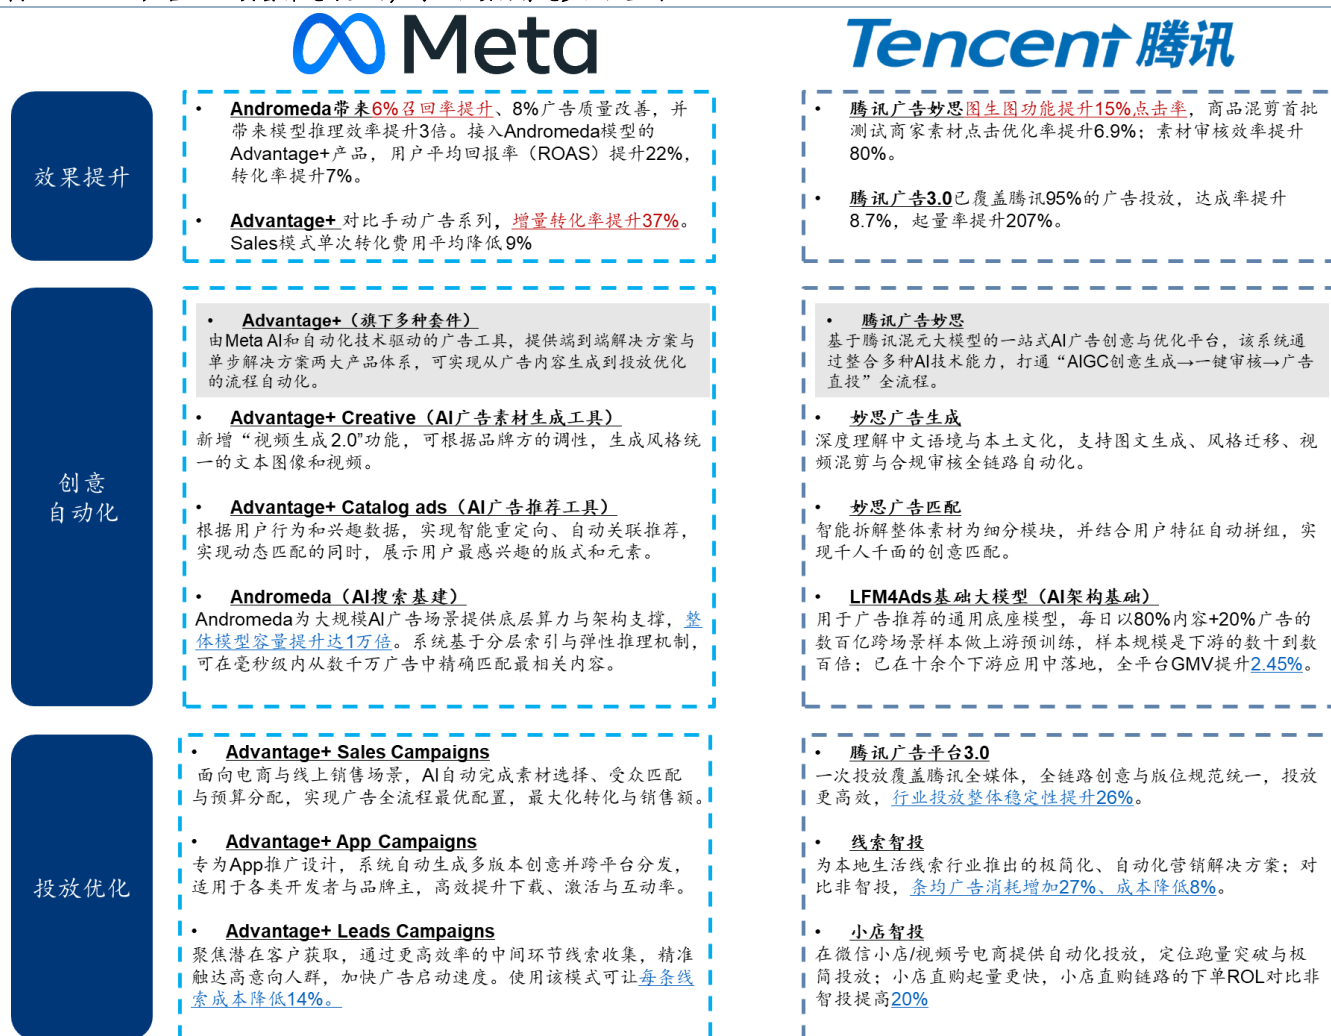 Meta
Tencent 腾讯
效果提升
• Andromeda带来6%召回率提升、8%广告质量改善，并
带来模型推理效率提升3倍。接入Andromeda模型的
Advantage+产品，用户平均回报率（ROAS）提升22%，
转化率提升7%。
• Advantage+ 对比手动广告系列，增量转化率提升37%。
Sales模式单次转化费用平均降低9%
• 腾讯广告妙思图生图功能提升15%点击率，商品混剪首批
测试商家素材点击优化率提升6.9%；素材审核效率提升
80%。
• 腾讯广告3.0已覆盖腾讯95%的广告投放，达成率提升
8.7%，起量率提升207%。
创意
自动化
• Advantage+（旗下多种套件）
由Meta AI和自动化技术驱动的广告工具，提供端到端解决方案与
单步解决方案两大产品体系，可实现从广告内容生成到投放优化
的流程自动化。
• Advantage+ Creative（AI广告素材生成工具）
新增“视频生成2.0”功能，可根据品牌方的调性，生成风格统
一的文本图像和视频。
• Advantage+ Catalog ads（AI广告推荐工具）
根据用户行为和兴趣数据，实现智能重定向、自动关联推荐，
实现动态匹配的同时，展示用户最感兴趣的版式和元素。
• Andromeda（AI搜索基建）
Andromeda为大规模AI广告场景提供底层算力与架构支撑，整
体模型容量提升达1万倍。系统基于分层索引与弹性推理机制，
可在毫秒级内从数千万广告中精确匹配最相关内容。
• 腾讯广告妙思
基于腾讯混元大模型的一站式AI广告创意与优化平台，该系统通
过整合多种AI技术能力，打通“AIGC创意生成→一键审核→广告
直投”全流程。
• 妙思广告生成
深度理解中文语境与本土文化，支持图文生成、风格迁移、视
频混剪与合规审核全链路自动化。
• 妙思广告匹配
智能拆解整体素材为细分模块，并结合用户特征自动拼组，实
现千人千面的创意匹配。
• LFM4Ads基础大模型（AI架构基础）
用于广告推荐的通用底座模型，每日以80%内容+20%广告的
数百亿跨场景样本做上游预训练，样本规模是下游的数十到数
百倍；已在十余个下游应用中落地，全平台GMV提升2.45%。
投放优化
• Advantage+ Sales Campaigns
面向电商与线上销售场景，AI自动完成素材选择、受众匹配
与预算分配，实现广告全流程最优配置，最大化转化与销售额。
• Advantage+ App Campaigns
专为App推广设计，系统自动生成多版本创意并跨平台分发，
适用于各类开发者与品牌主，高效提升下载、激活与互动率。
• Advantage+ Leads Campaigns
聚焦潜在客户获取，通过更高效率的中间环节线索收集，精准
触达高意向人群，加快广告启动速度。使用该模式可让每条线
索成本降低14%。
• 腾讯广告平台3.0
一次投放覆盖腾讯全媒体，全链路创意与版位规范统一，投放
更高效，行业投放整体稳定性提升26%。
• 线索智投
为本地生活线索行业推出的极简化、自动化营销解决方案；对
比非智投，条均广告消耗增加27%、成本降低8%。
• 小店智投
在微信小店/视频号电商提供自动化投放，定位跑量突破与极
简投放；小店直购起量更快，小店直购链路的下单ROL对比非
智投提高20%